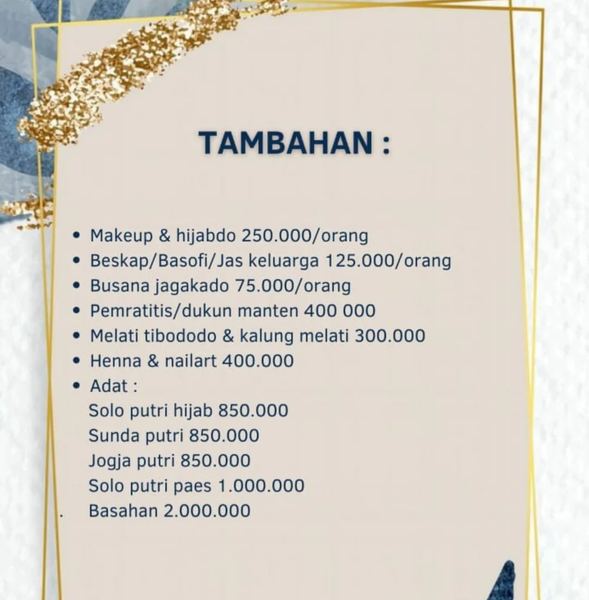 TAMBAHAN :
• Makeup & hijabdo 250.000/orang
• Beskap/Basofi/Jas keluarga 125.000/orang
• Busana jagakado 75.000/orang
• Pemratitis/dukun manten 400 000
• Melati tibododo & kalung melati 300.000
• Henna & nailart 400.000
• Adat :
Solo putri hijab 850.000
Sunda putri 850.000
Jogja putri 850.000
Solo putri paes 1.000.000
. Basahan 2.000.000